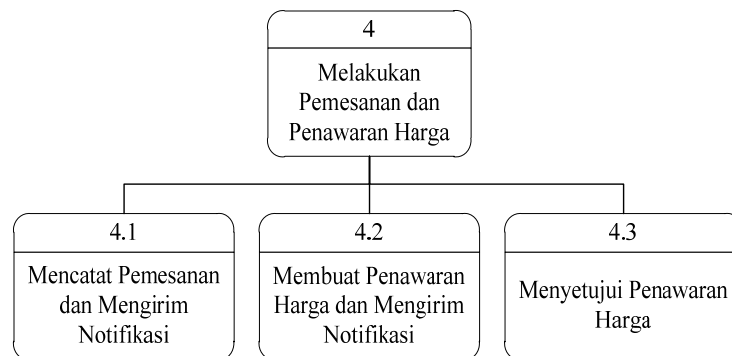 4
Melakukan
Pemesanan dan
Penawaran Harga
4.1
Mencatat Pemesanan
dan Mengirim
Notifikasi
4.2
Membuat Penawaran
Harga dan Mengirim
Notifikasi
4.3
Menyetujui Penawaran
Harga